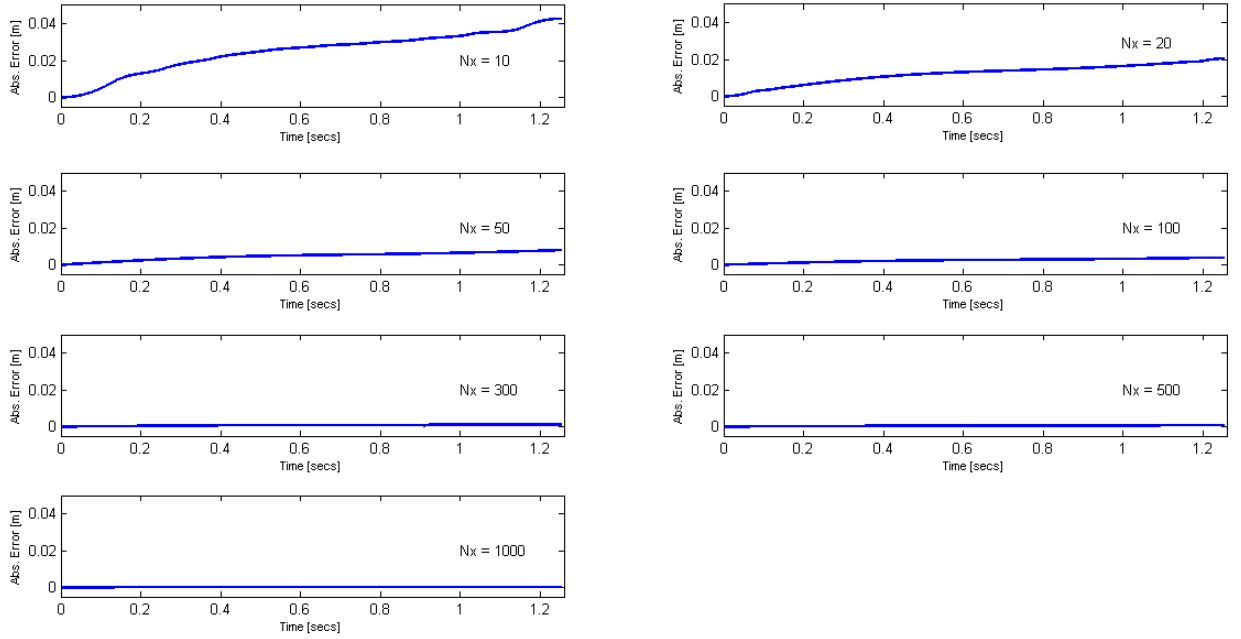 Abs. Error [m]
0.04
0.02
0
Nx = 10
0 0.2 0.4 0.6 0.8 1 1.2
Time [secs]
Abs. Error [m]
0.04
0.02
0
Nx = 20
0 0.2 0.4 0.6 0.8 1 1.2
Time [secs]
Abs. Error [m]
0.04
0.02
0
Nx = 50
0 0.2 0.4 0.6 0.8 1 1.2
Time [secs]
Abs. Error [m]
0.04
0.02
0
Nx = 100
0 0.2 0.4 0.6 0.8 1 1.2
Time [secs]
Abs. Error [m]
0.04
0.02
0
Nx = 300
0 0.2 0.4 0.6 0.8 1 1.2
Time [secs]
Abs. Error [m]
0.04
0.02
0
Nx = 500
0 0.2 0.4 0.6 0.8 1 1.2
Time [secs]
Abs. Error [m]
0.04
0.02
0
Nx = 1000
0 0.2 0.4 0.6 0.8 1 1.2
Time [secs]